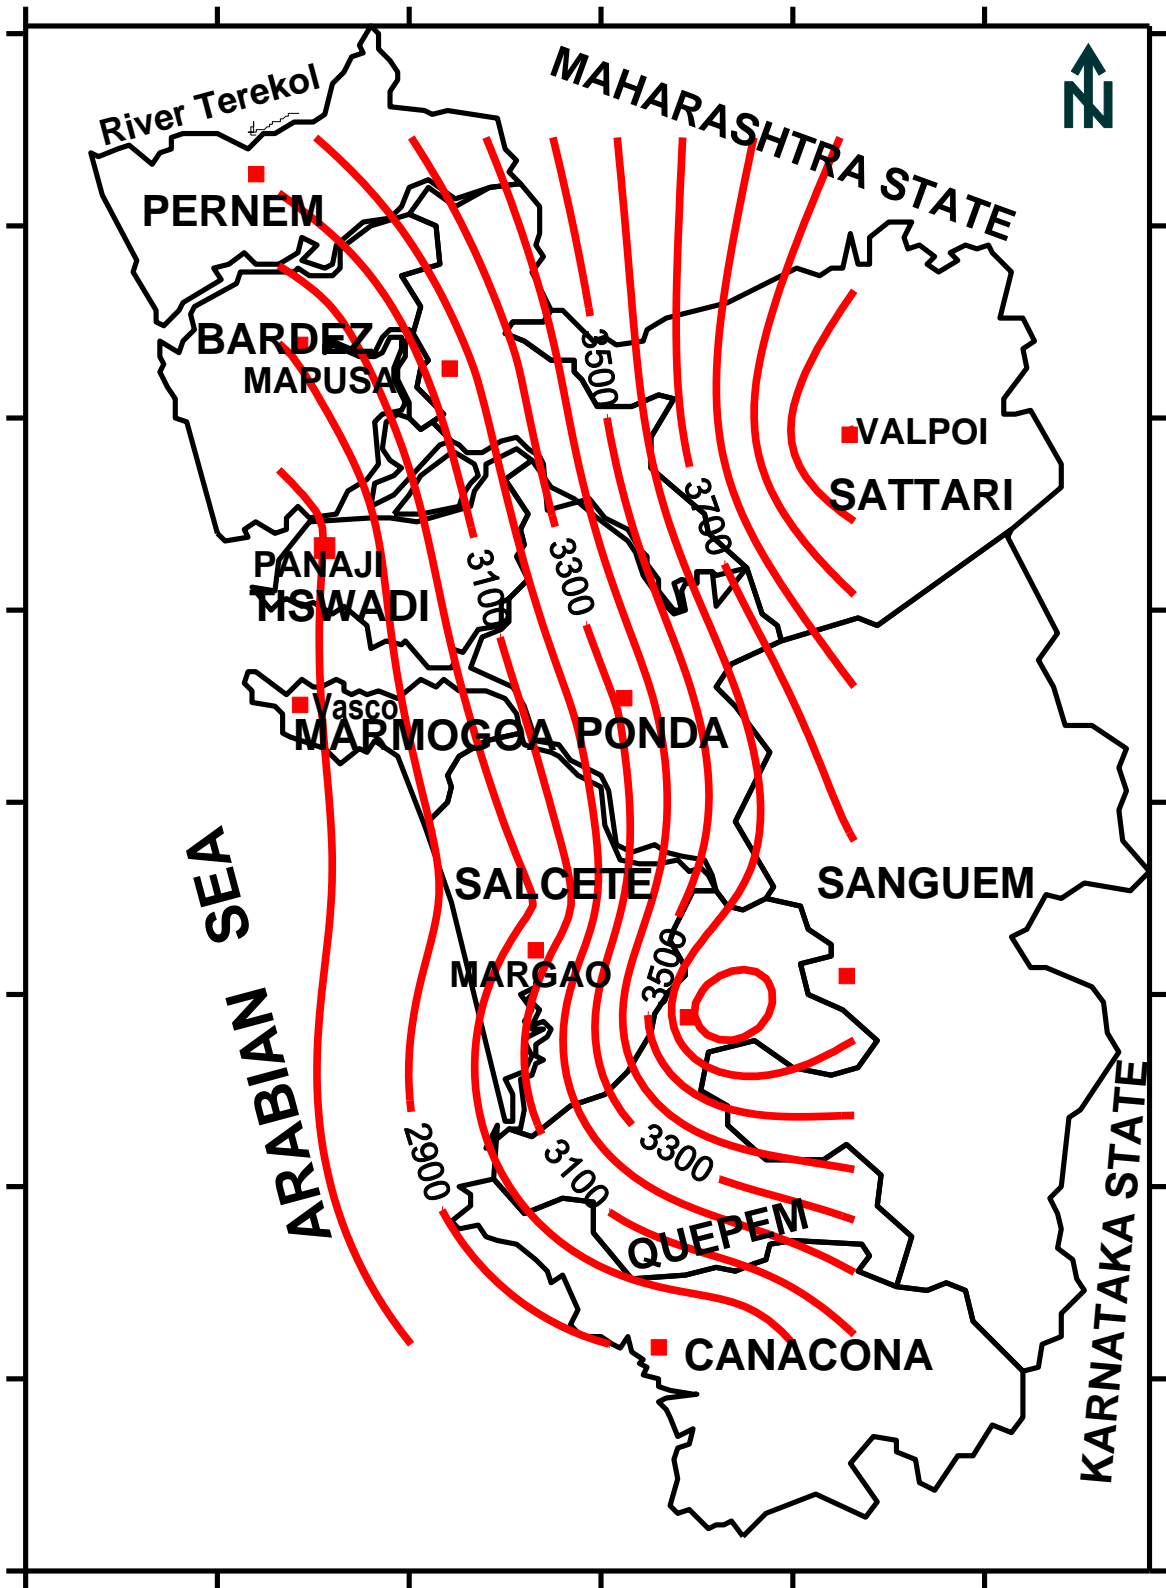 MAHARASHTRA STATE
N
River Terekol
PERNEM
BARDEZ
MAPUSA
3500
VALPOI
SATTARI
3700
3100
3300
PANAJI
TISWADI
Vasco
MARMOGOA
PONDA
SALCETE
SANGUEM
ARABIAN SEA
MARGAO
3500
2900
3100
3300
QUEPEM
CANACONA
KARNATAKA STATE